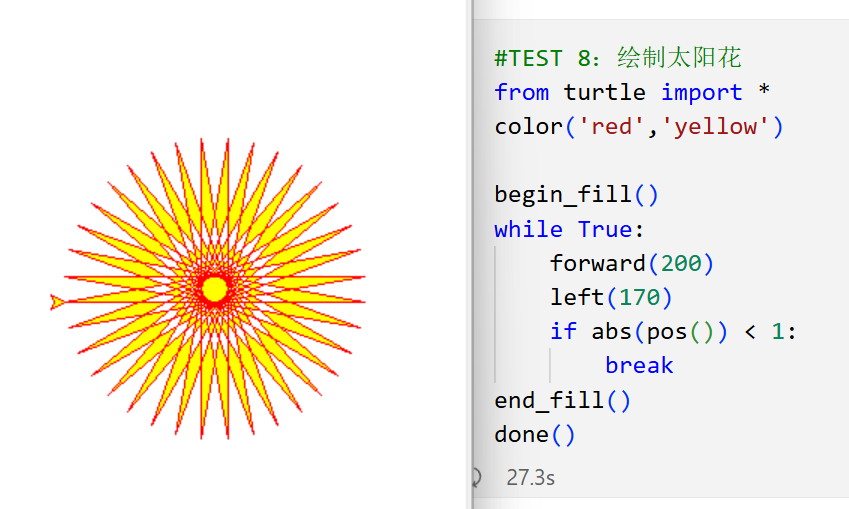 #TEST 8：绘制太阳花
from turtle import *
color('red','yellow')
begin_fill()
while True:
forward(200)
left(170)
if abs(pos()) < 1:
break
end_fill()
done()
27.3s